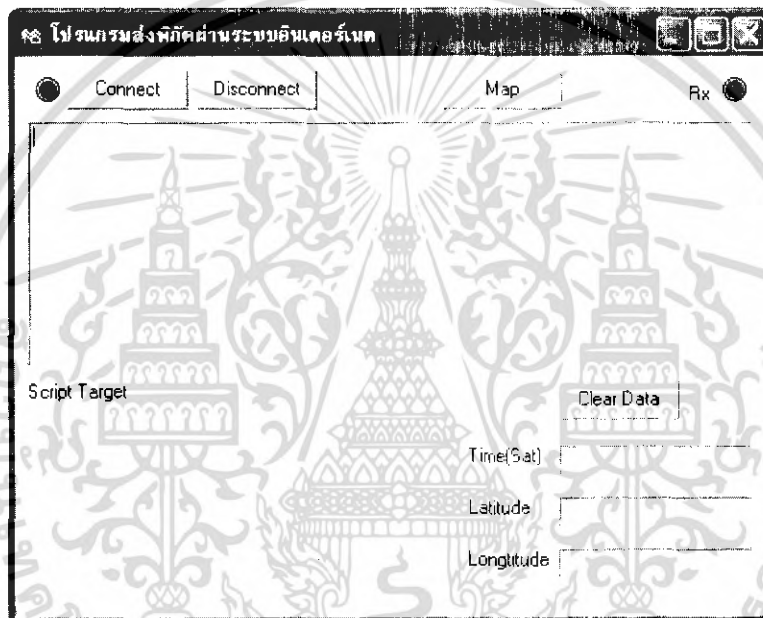 โปรแกรมส่งพิกัดผ่านระบบอินเตอร์เนต
Connect Disconnect Map Rx
Script Target
Clear Data
Time(Sat)
Latitude
Longtitude